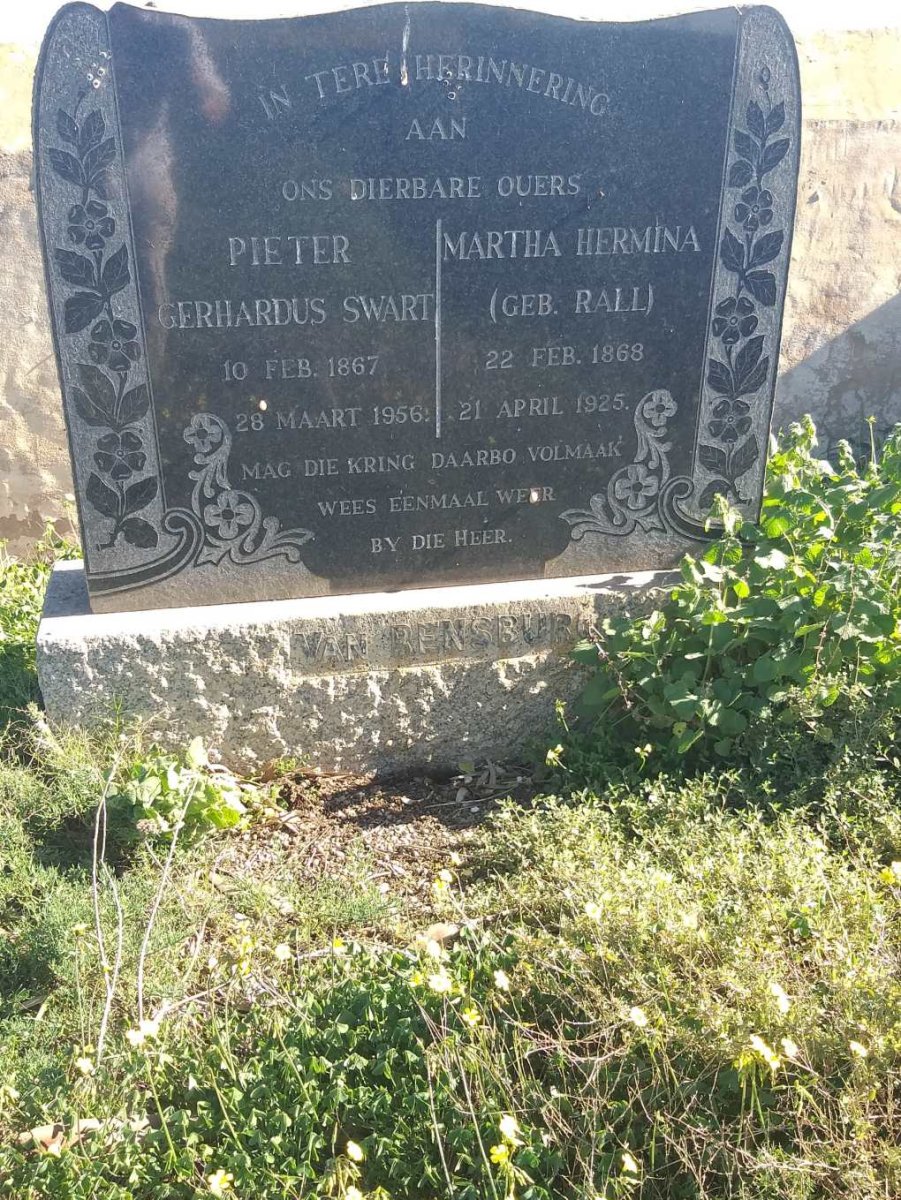 IN TERE HERINNERING
AAN
ONS DIERBARE OUERS
PIETER
GERHARDUS SWART
10 FEB. 1867
28 MAART 1956.
MARTHA HERMINA
(GEB. RALL)
22 FEB. 1868
21 APRIL 1925.
MAG DIE KRING DAARBO VOLMAAK
WEES EENMAAL WEER
BY DIE HEER.
VAN RENSBURG